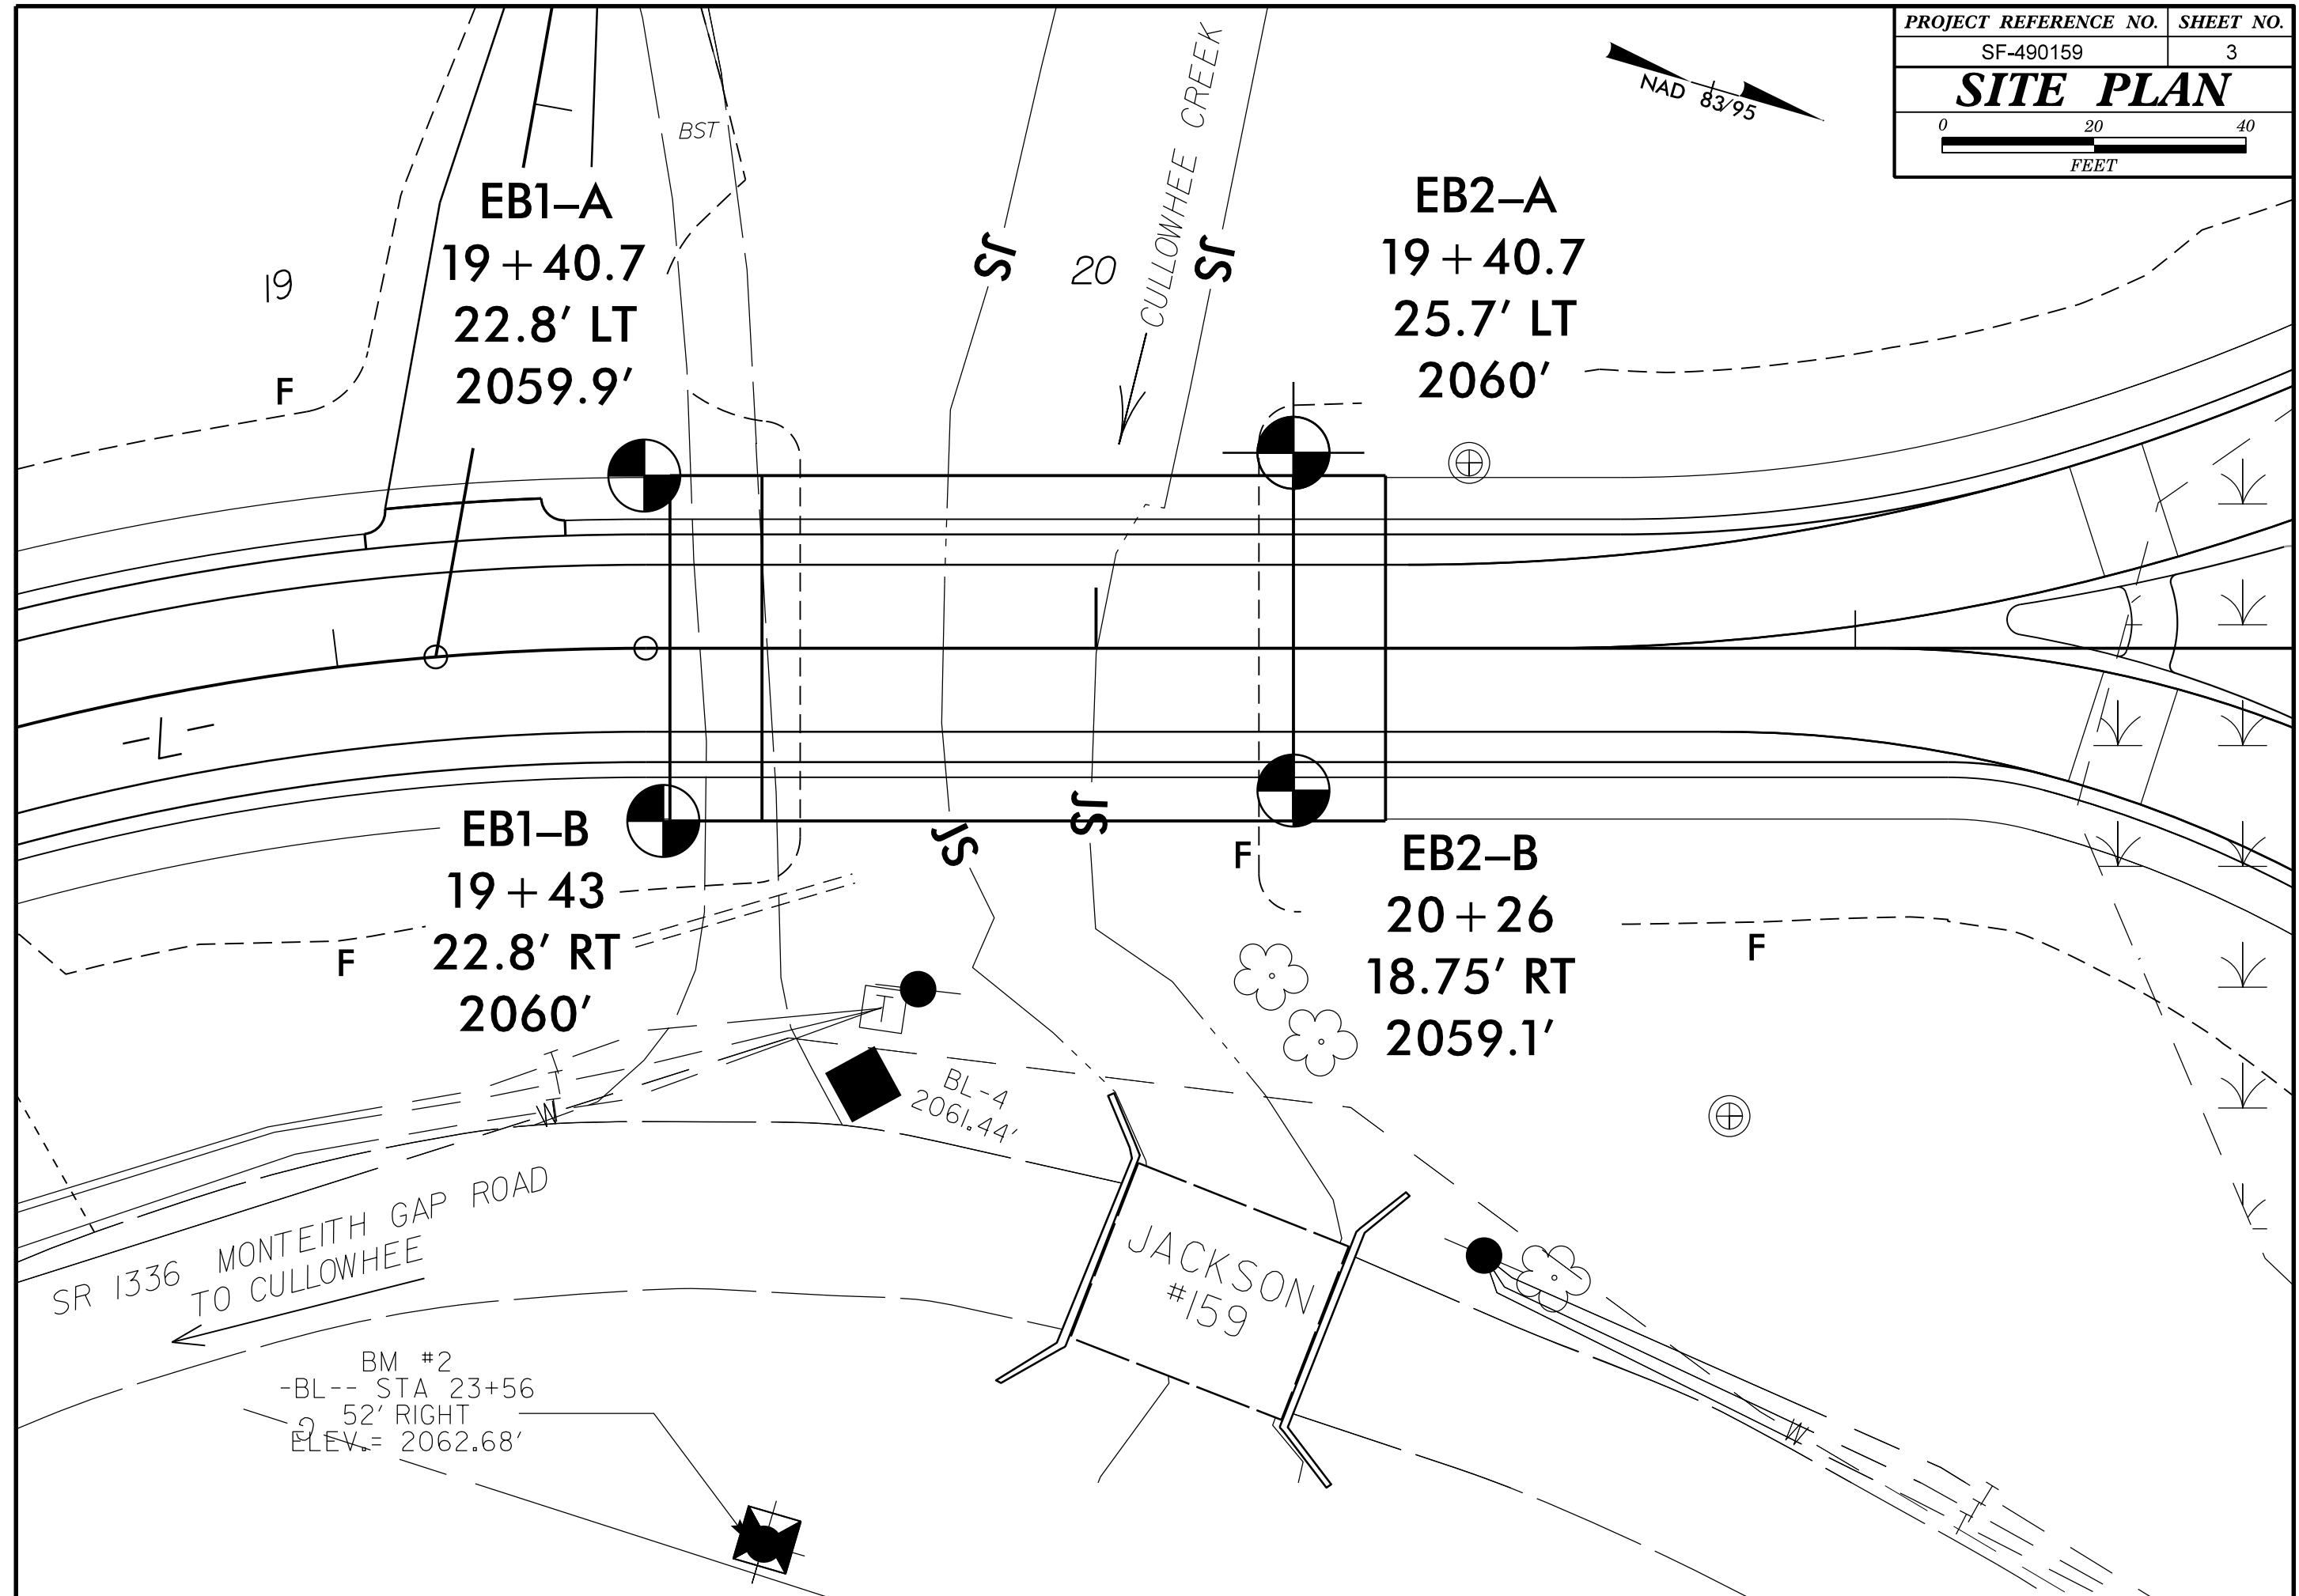 PROJECT REFERENCE NO. SHEET NO.
SF-490159 3
SITE PLAN
0 20 40
FEET
NAD 83/95
BST
CULLOWHEE CREEK
EB1–A
19+40.7
22.8' LT
2059.9'
EB2–A
19+40.7
25.7' LT
2060'
19
20
JS
JS
F
-L-
EB1–B
19+43
22.8' RT
2060'
JS
JS
F
EB2–B
20+26
18.75' RT
2059.1'
F
F
T
BL-4
2061.44'
T
W
SR 1336 MONTEITH GAP ROAD
TO CULLOWHEE
JACKSON
#159
BM #2
-BL-- STA 23+56
52' RIGHT
ELEV.= 2062.68'
W
T